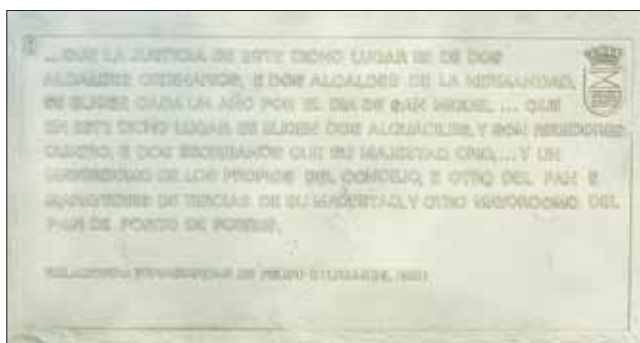 ...QUE LA JUSTICIA DE ESTE DICHO LUGAR ES DE DOS
ALCALDES ORDINARIOS, E DOS ALCALDES DE LA HERMANDAD,
SE ELIGEN CADA UN AÑO POR EL DIA DE SAN MIGUEL ... QUE
EN ESTE DICHO LUGAR SE ELIGEN DOS ALGUACILES, Y SON REGIDORES
CUATRO, E DOS ESCRIBANOS QUE SU MAJESTAD CRIO, ... Y UN
MAYORDOMO DE LOS PROPIOS DEL CONCEJO, E OTRO DEL PAN E
DE TERCIAS DE SU MAJESTAD, Y OTRO MAYORDOMO DEL
PAN DE POSITO DE POBRES.
RELACIONES DE FELIPE II